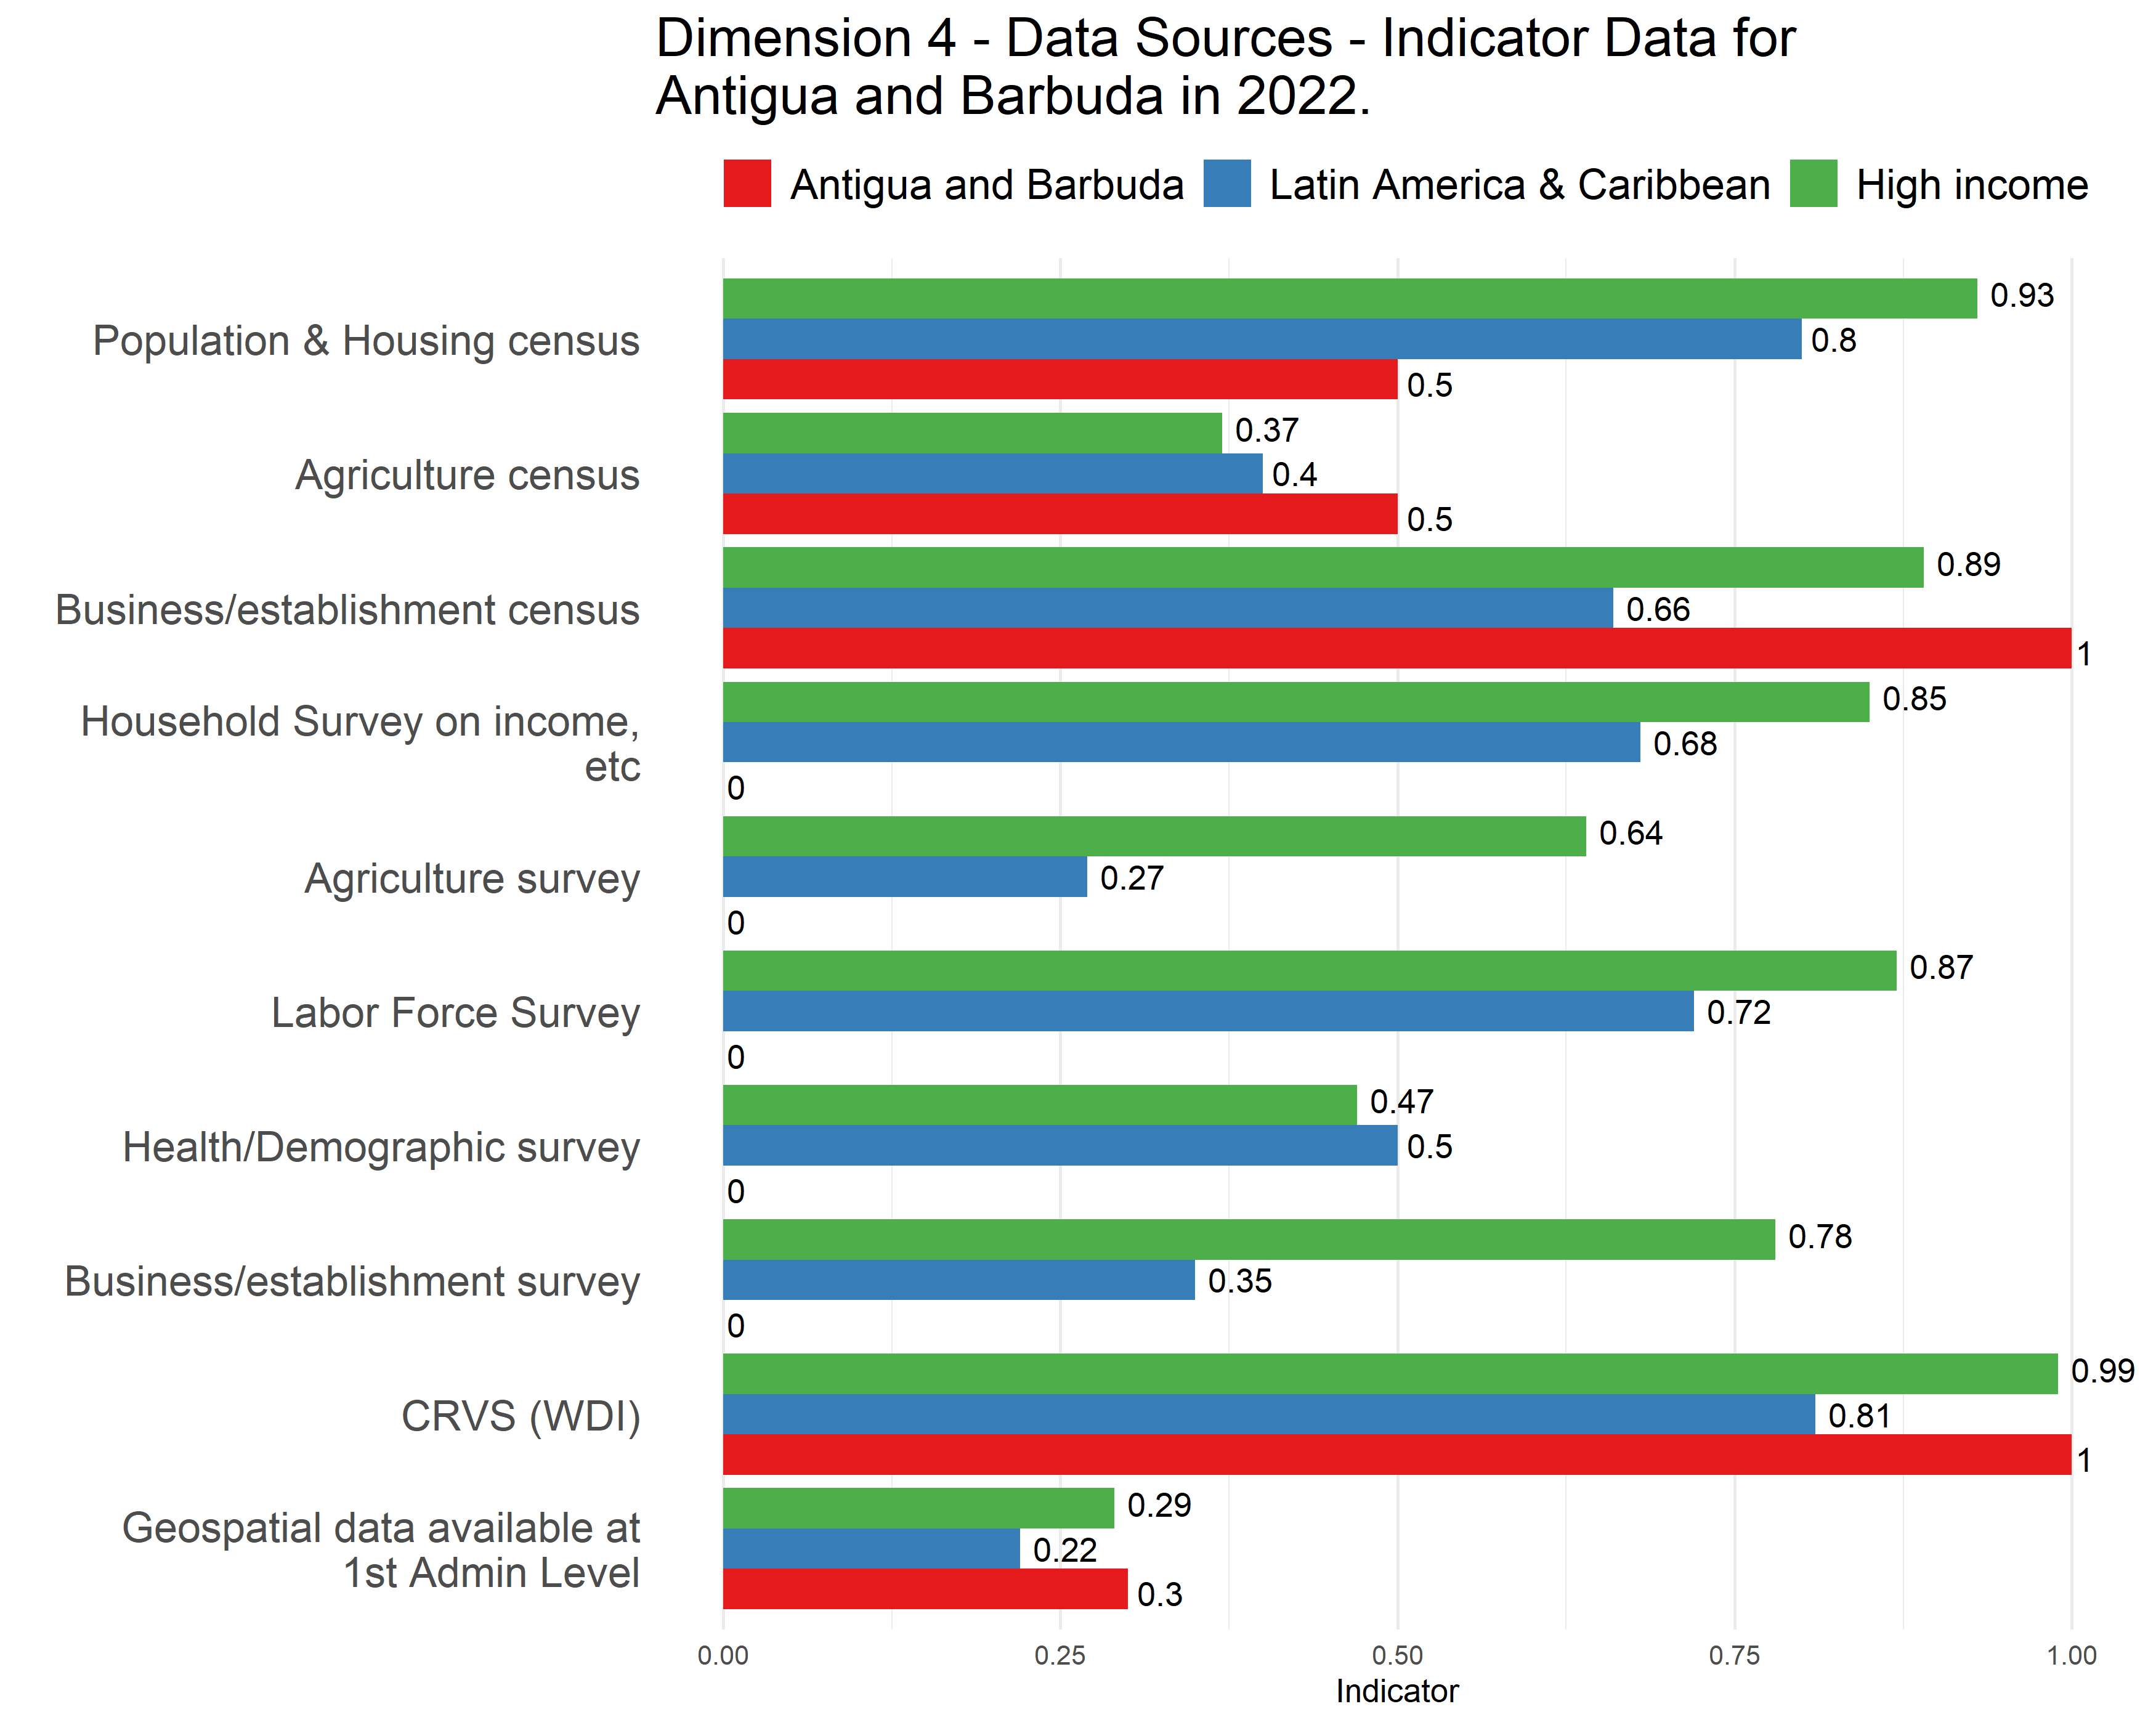 Dimension 4 - Data Sources - Indicator Data for
Antigua and Barbuda in 2022.
Antigua and Barbuda Latin America & Caribbean High income
Population & Housing census
0.93
0.8
0.5
Agriculture census
0.37
0.4
0.5
Business/establishment census
0.89
0.66
1
Household Survey on income,
etc
0.85
0.68
0
Agriculture survey
0.64
0.27
0
Labor Force Survey
0.87
0.72
0
Health/Demographic survey
0.47
0.5
0
Business/establishment survey
0.78
0.35
0
CRVS (WDI)
0.99
0.81
1
Geospatial data available at
1st Admin Level
0.29
0.22
0.3
0.00 0.25 0.50 0.75 1.00
Indicator